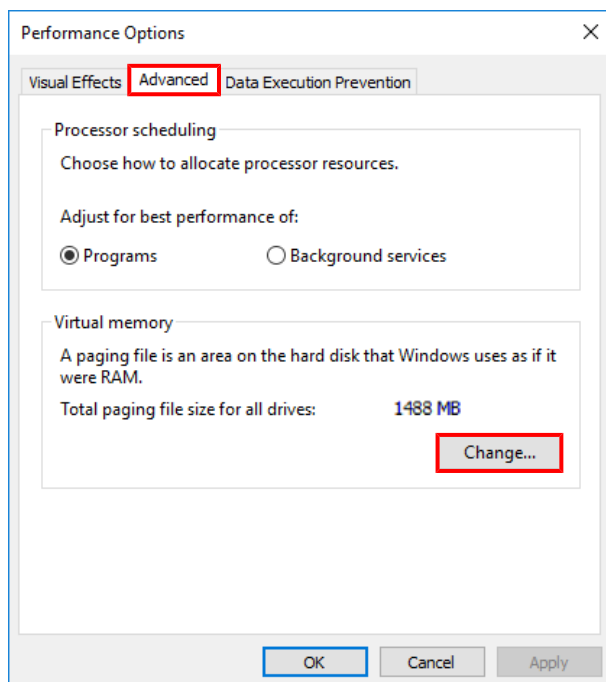 Performance Options
Visual Effects Advanced Data Execution Prevention
Processor scheduling
Choose how to allocate processor resources.
Adjust for best performance of:
Programs Background services
Virtual memory
A paging file is an area on the hard disk that Windows uses as if it
were RAM.
Total paging file size for all drives: 1488 MB
Change...
OK Cancel Apply